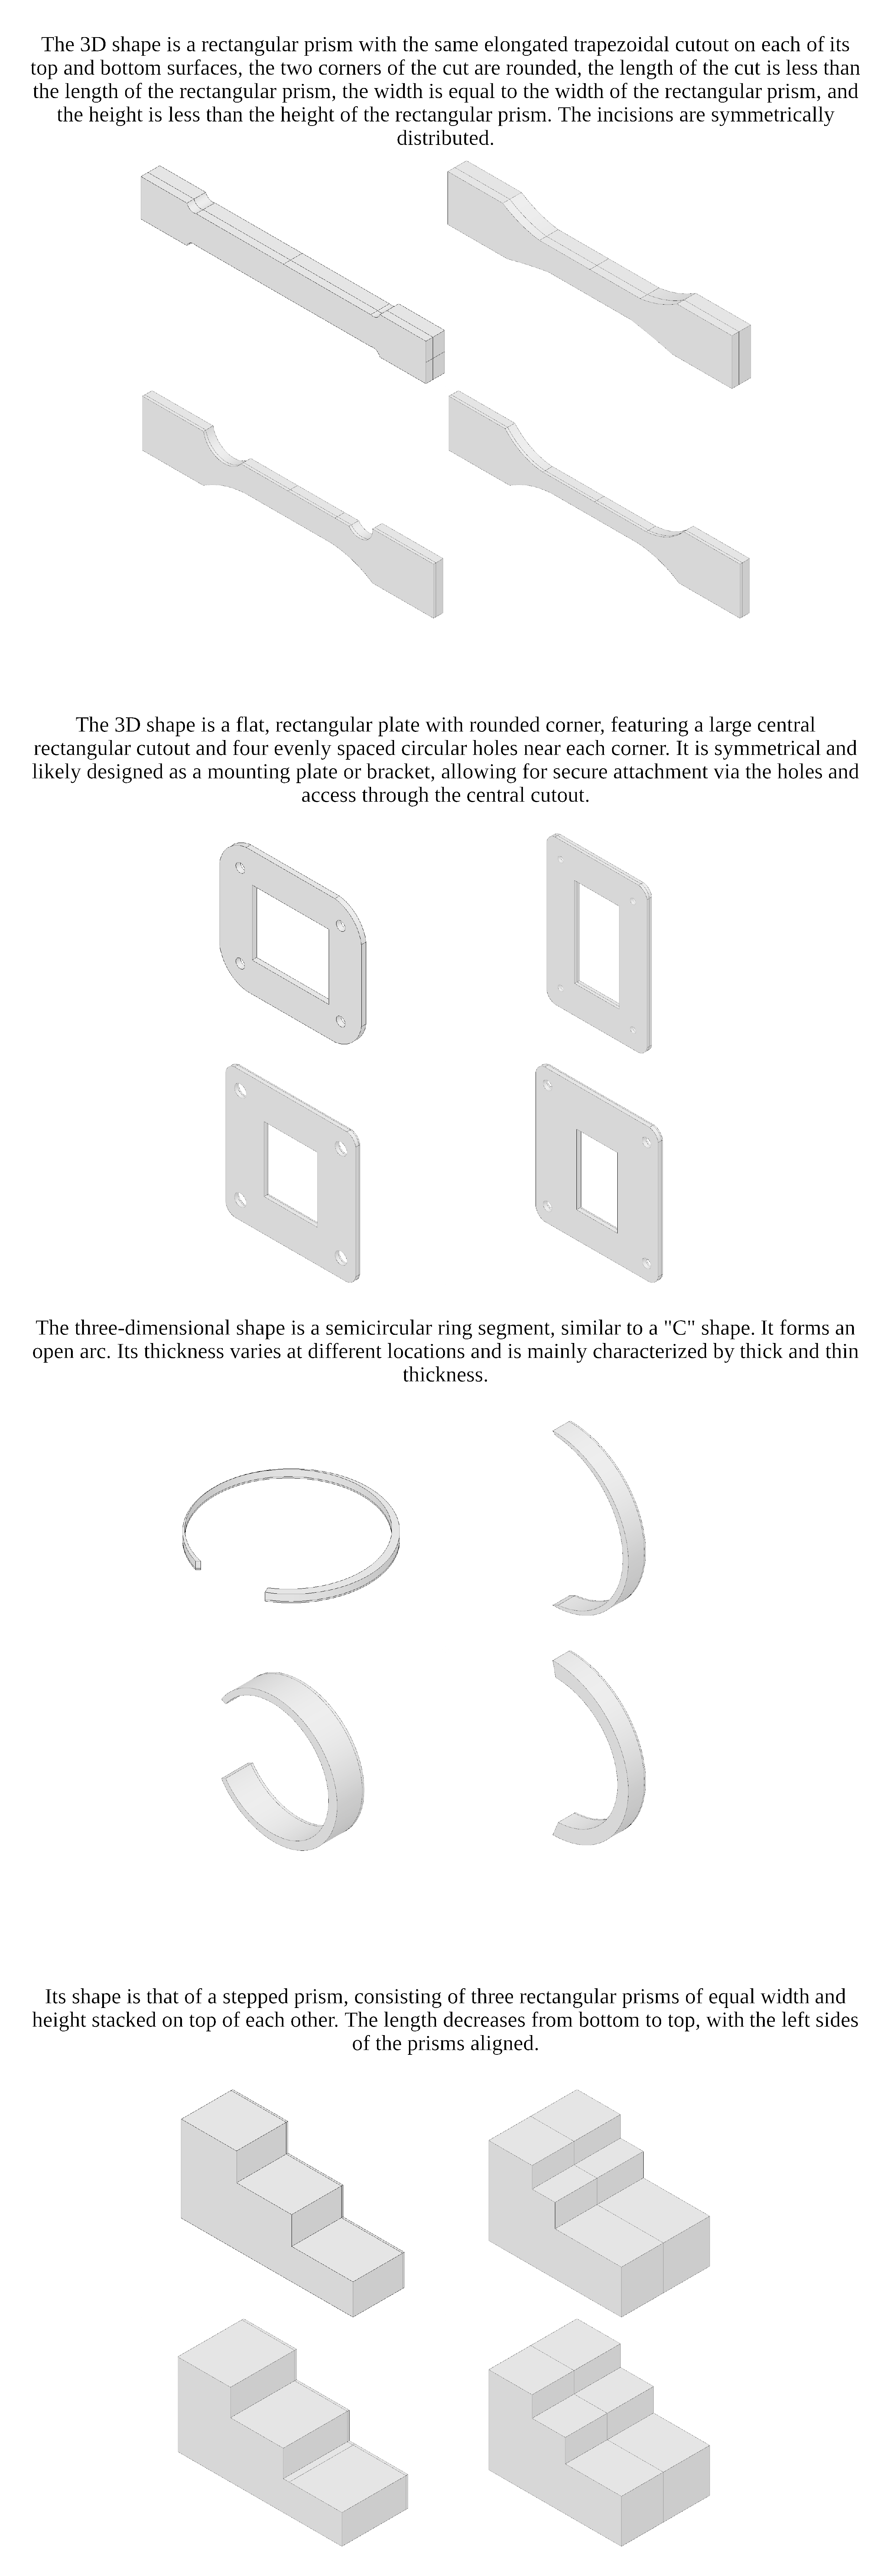 The 3D shape is a rectangular prism with the same elongated trapezoidal cutout on each of its
top and bottom surfaces, the two corners of the cut are rounded, the length of the cut is less than
the length of the rectangular prism, the width is equal to the width of the rectangular prism, and
the height is less than the height of the rectangular prism. The incisions are symmetrically
distributed.
The 3D shape is a flat, rectangular plate with rounded corner, featuring a large central
rectangular cutout and four evenly spaced circular holes near each corner. It is symmetrical and
likely designed as a mounting plate or bracket, allowing for secure attachment via the holes and
access through the central cutout.
The three-dimensional shape is a semicircular ring segment, similar to a "C" shape. It forms an
open arc. Its thickness varies at different locations and is mainly characterized by thick and thin
thickness.
Its shape is that of a stepped prism, consisting of three rectangular prisms of equal width and
height stacked on top of each other. The length decreases from bottom to top, with the left sides
of the prisms aligned.